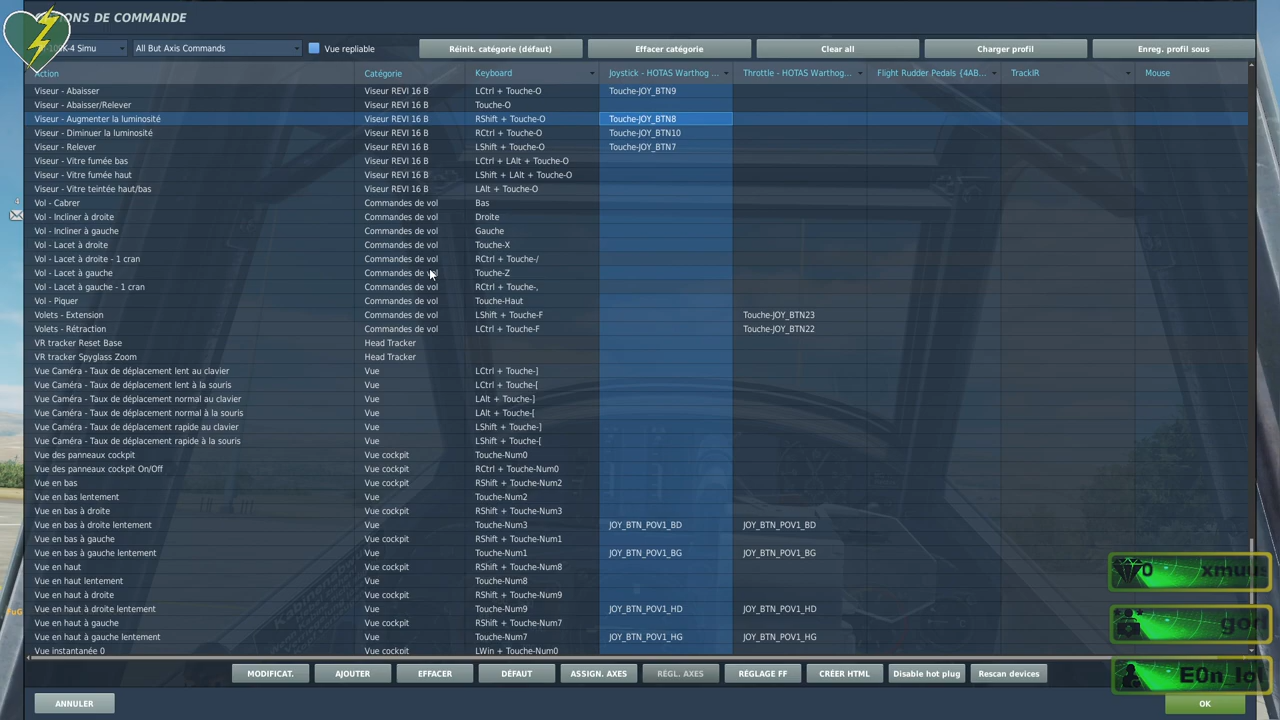 OPTIONS DE COMMANDE
109K-4 Simu All But Axis Commands Vue repliable Réinit. catégorie (défaut) Effacer catégorie Clear all Charger profil Enreg. profil sous
Action Catégorie Keyboard Joystick - HOTAS Warthog ... Throttle - HOTAS Warthog... Flight Rudder Pedals {4AB... TrackIR Mouse
Viseur - Abaisser Viseur REVI 16 B LCtrl + Touche-O Touche-JOY_BTN9
Viseur - Abaisser/Relever Viseur REVI 16 B Touche-O
Viseur - Augmenter la luminosité Viseur REVI 16 B RShift + Touche-O Touche-JOY_BTN8
Viseur - Diminuer la luminosité Viseur REVI 16 B RCtrl + Touche-O Touche-JOY_BTN10
Viseur - Relever Viseur REVI 16 B LShift + Touche-O Touche-JOY_BTN7
Viseur - Vitre fumée bas Viseur REVI 16 B LCtrl + LAlt + Touche-O
Viseur - Vitre fumée haut Viseur REVI 16 B LShift + LAlt + Touche-O
Viseur - Vitre teintée haut/bas Viseur REVI 16 B LAlt + Touche-O
Vol - Cabrer Commandes de vol Bas
Vol - Incliner à droite Commandes de vol Droite
Vol - Incliner à gauche Commandes de vol Gauche
Vol - Lacet à droite Commandes de vol Touche-X
Vol - Lacet à droite - 1 cran Commandes de vol RCtrl + Touche-/
Vol - Lacet à gauche Commandes de vol Touche-Z
Vol - Lacet à gauche - 1 cran Commandes de vol RCtrl + Touche-,
Vol - Piquer Commandes de vol Touche-Haut
Volets - Extension Commandes de vol LShift + Touche-F Touche-JOY_BTN23
Volets - Rétraction Commandes de vol LCtrl + Touche-F Touche-JOY_BTN22
VR tracker Reset Base Head Tracker
VR tracker Spyglass Zoom Head Tracker
Vue Caméra - Taux de déplacement lent au clavier Vue LCtrl + Touche-]
Vue Caméra - Taux de déplacement lent à la souris Vue LCtrl + Touche-[
Vue Caméra - Taux de déplacement normal au clavier Vue LAlt + Touche-]
Vue Caméra - Taux de déplacement normal à la souris Vue LAlt + Touche-[
Vue Caméra - Taux de déplacement rapide au clavier Vue LShift + Touche-]
Vue Caméra - Taux de déplacement rapide à la souris Vue LShift + Touche-[
Vue des panneaux cockpit Vue cockpit Touche-Num0
Vue des panneaux cockpit On/Off Vue cockpit RCtrl + Touche-Num0
Vue en bas Vue cockpit RShift + Touche-Num2
Vue en bas lentement Vue Touche-Num2
Vue en bas à droite Vue cockpit RShift + Touche-Num3
Vue en bas à droite lentement Vue Touche-Num3 JOY_BTN_POV1_BD JOY_BTN_POV1_BD
Vue en bas à gauche Vue cockpit RShift + Touche-Num1
Vue en bas à gauche lentement Vue Touche-Num1 JOY_BTN_POV1_BG JOY_BTN_POV1_BG
Vue en haut Vue cockpit RShift + Touche-Num8
Vue en haut lentement Vue Touche-Num8
Vue en haut à droite Vue cockpit RShift + Touche-Num9
Vue en haut à droite lentement Vue Touche-Num9 JOY_BTN_POV1_HD JOY_BTN_POV1_HD
Vue en haut à gauche Vue cockpit RShift + Touche-Num7
Vue en haut à gauche lentement Vue Touche-Num7 JOY_BTN_POV1_HG JOY_BTN_POV1_HG
Vue instantanée 0 Vue cockpit LWin + Touche-Num0
MODIFICAT. AJOUTER EFFACER DÉFAUT ASSIGN. AXES REGL. AXES RÉGLAGE FF CRÉER HTML Disable hot plug Rescan devices
ANNULER OK
4
0 xmuu
gor
E0n_lo